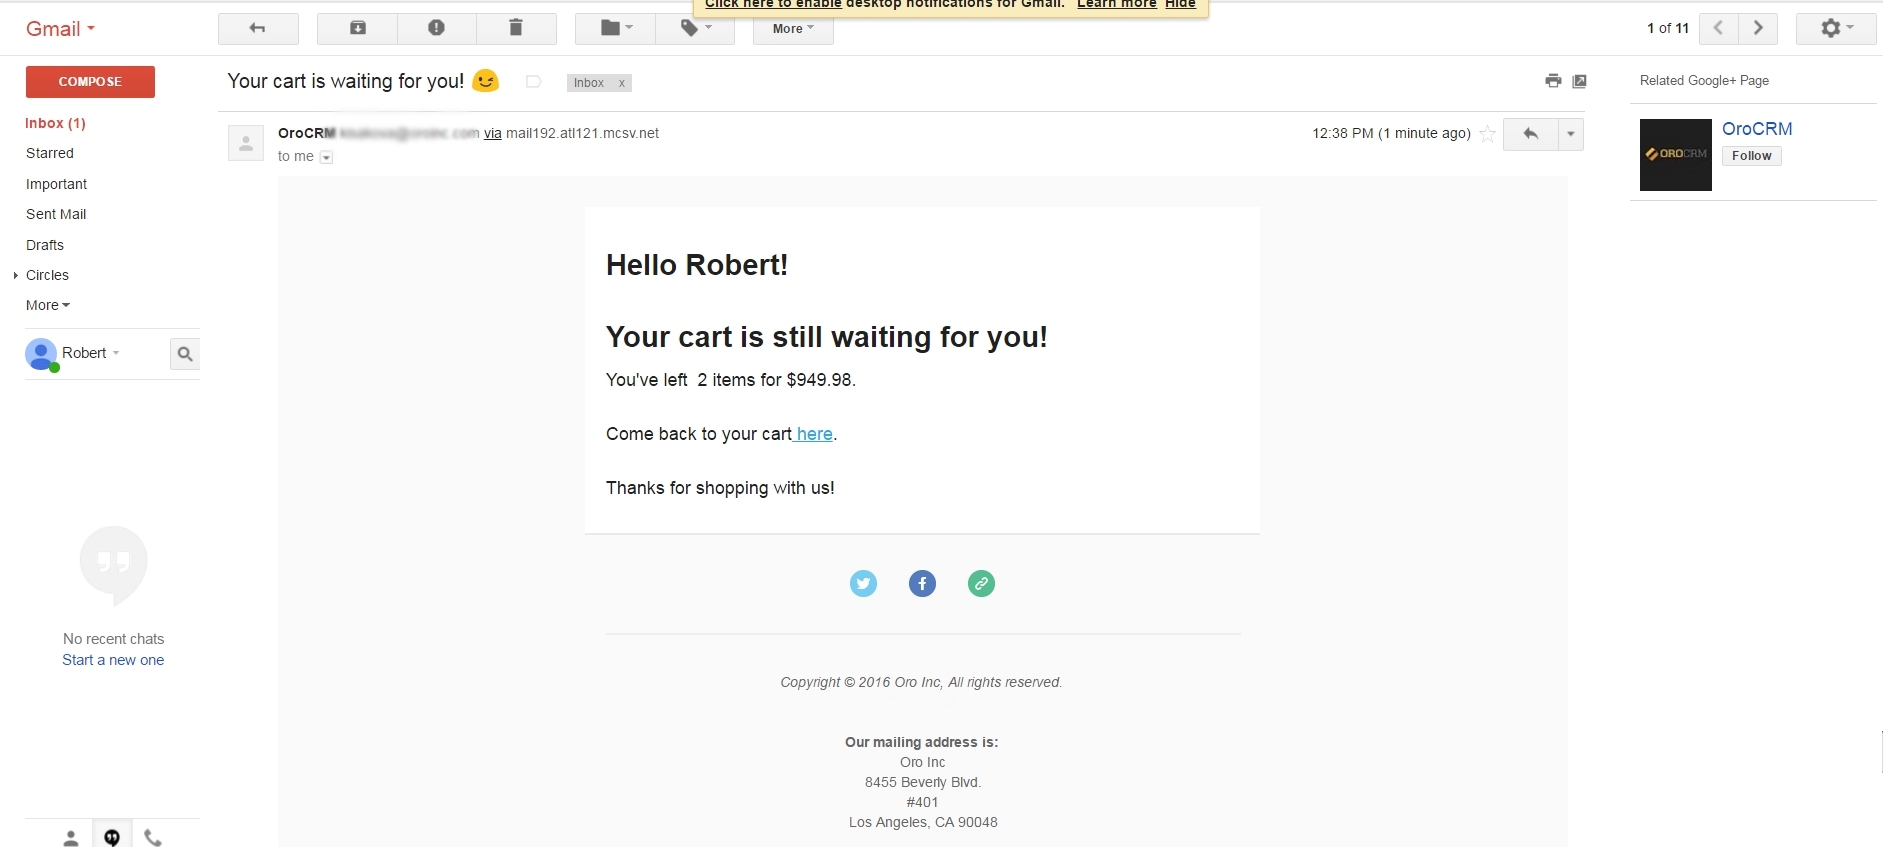 Click here to enable desktop notifications for Gmail. Learn more Hide
Gmail
More
1 of 11
COMPOSE
Your cart is waiting for you! 😉
Inbox x
Related Google+ Page
Inbox (1)
Starred
Important
Sent Mail
Drafts
Circles
More
Robert
No recent chats
Start a new one
OroCRM via mail192.atl121.mcsv.net
12:38 PM (1 minute ago)
to me
OROCRM
OroCRM
Follow
Hello Robert!
Your cart is still waiting for you!
You've left 2 items for $949.98.
Come back to your cart here.
Thanks for shopping with us!
Copyright © 2016 Oro Inc, All rights reserved.
Our mailing address is:
Oro Inc
8455 Beverly Blvd.
#401
Los Angeles, CA 90048